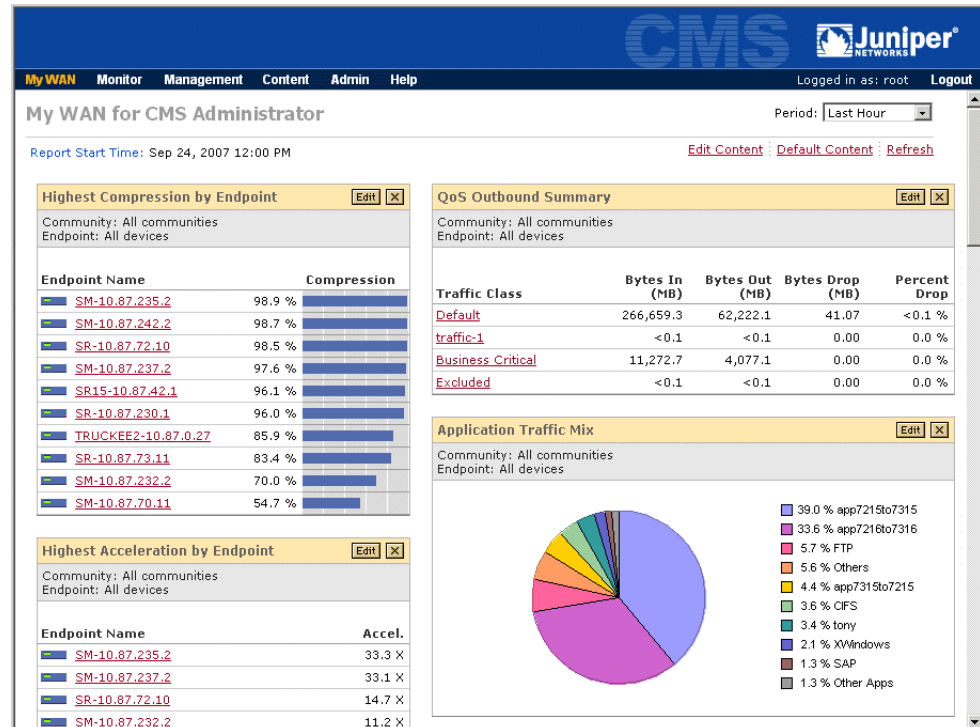 CMS
Juniper®
NETWORKS
My WAN Monitor Management Content Admin Help Logged in as: root Logout
My WAN for CMS Administrator
Period: Last Hour
Report Start Time: Sep 24, 2007 12:00 PM
Edit Content Default Content Refresh
Highest Compression by Endpoint Edit X
Community: All communities
Endpoint: All devices
Endpoint Name Compression
SM-10.87.235.2 98.9 %
SM-10.87.242.2 98.7 %
SR-10.87.72.10 98.5 %
SM-10.87.237.2 97.6 %
SR15-10.87.42.1 96.1 %
SR-10.87.230.1 96.0 %
TRUCKEE2-10.87.0.27 85.9 %
SR-10.87.73.11 83.4 %
SM-10.87.232.2 70.0 %
SM-10.87.70.11 54.7 %
Highest Acceleration by Endpoint Edit X
Community: All communities
Endpoint: All devices
Endpoint Name Accel.
SM-10.87.235.2 33.3 X
SM-10.87.237.2 33.1 X
SR-10.87.72.10 14.7 X
SM-10.87.232.2 11.2 X
QoS Outbound Summary Edit X
Community: All communities
Endpoint: All devices
Traffic Class Bytes In (MB) Bytes Out (MB) Bytes Drop (MB) Percent Drop
Default 266,659.3 62,222.1 41.07 <0.1 %
traffic-1 <0.1 <0.1 0.00 0.0 %
Business Critical 11,272.7 4,077.1 0.00 0.0 %
Excluded <0.1 <0.1 0.00 0.0 %
Application Traffic Mix Edit X
Community: All communities
Endpoint: All devices
39.0 % app7215to7315
33.6 % app7216to7316
5.7 % FTP
5.6 % Others
4.4 % app7315to7215
3.6 % CIFS
3.4 % tony
2.1 % XWindows
1.3 % SAP
1.3 % Other Apps